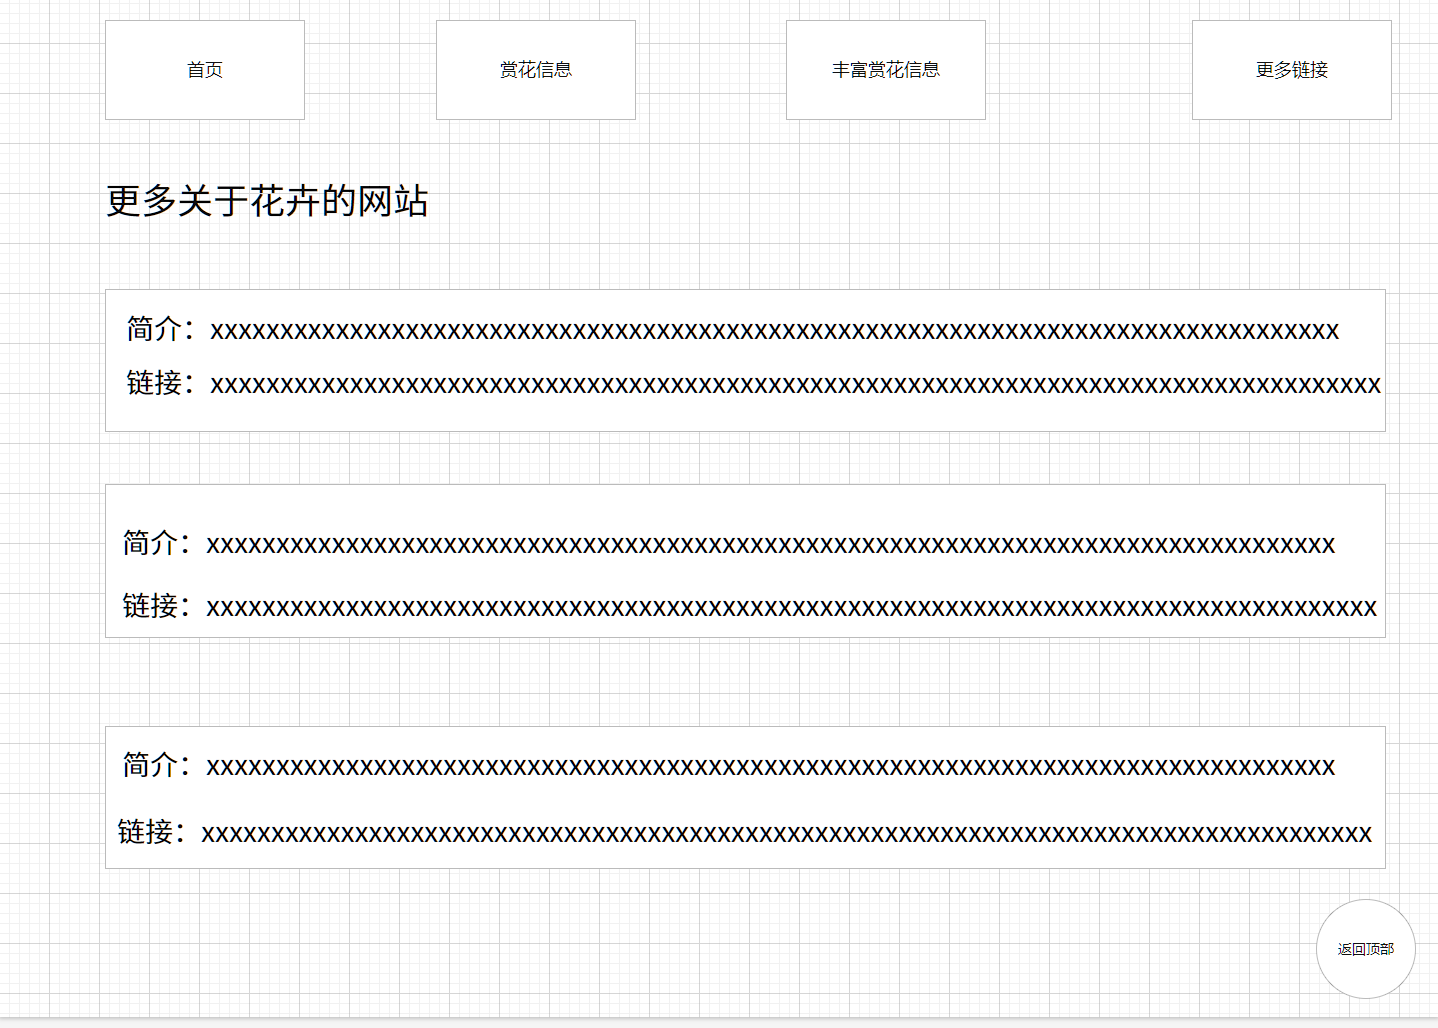 首页 赏花信息 丰富赏花信息 更多链接
更多关于花卉的网站
简介：xxxxxxxxxxxxxxxxxxxxxxxxxxxxxxxxxxxxxxxxxxxxxxxxxxxxxxxxxxxxxxxxxxxxxxxxxxxxxxxxx
链接：xxxxxxxxxxxxxxxxxxxxxxxxxxxxxxxxxxxxxxxxxxxxxxxxxxxxxxxxxxxxxxxxxxxxxxxxxxxxxxxxxxxx
简介：xxxxxxxxxxxxxxxxxxxxxxxxxxxxxxxxxxxxxxxxxxxxxxxxxxxxxxxxxxxxxxxxxxxxxxxxxxxxxxxxx
链接：xxxxxxxxxxxxxxxxxxxxxxxxxxxxxxxxxxxxxxxxxxxxxxxxxxxxxxxxxxxxxxxxxxxxxxxxxxxxxxxxxxxx
简介：xxxxxxxxxxxxxxxxxxxxxxxxxxxxxxxxxxxxxxxxxxxxxxxxxxxxxxxxxxxxxxxxxxxxxxxxxxxxxxxxx
链接：xxxxxxxxxxxxxxxxxxxxxxxxxxxxxxxxxxxxxxxxxxxxxxxxxxxxxxxxxxxxxxxxxxxxxxxxxxxxxxxxxxxx
返回顶部